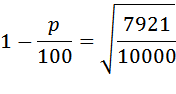 1 − p/100 = √(7921/10000)